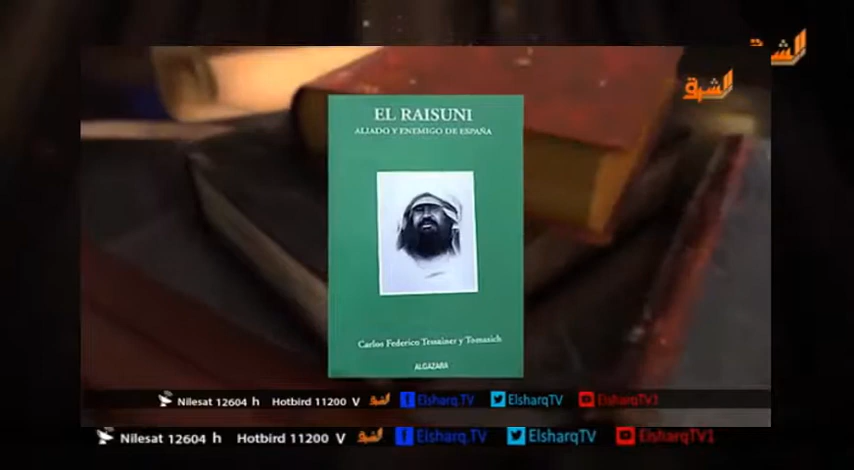 الشرق
الشرق
EL RAISUNI
ALIADO Y ENEMIGO DE ESPAÑA
Carlos Federico Tessainer y Tomasich
ALGAZARA
Nilesat 12604 h Hotbird 11200 V الشرق Elsharq.TV ElsharqTV ElsharqTV1
Nilesat 12604 h Hotbird 11200 V الشرق Elsharq.TV ElsharqTV ElsharqTV1